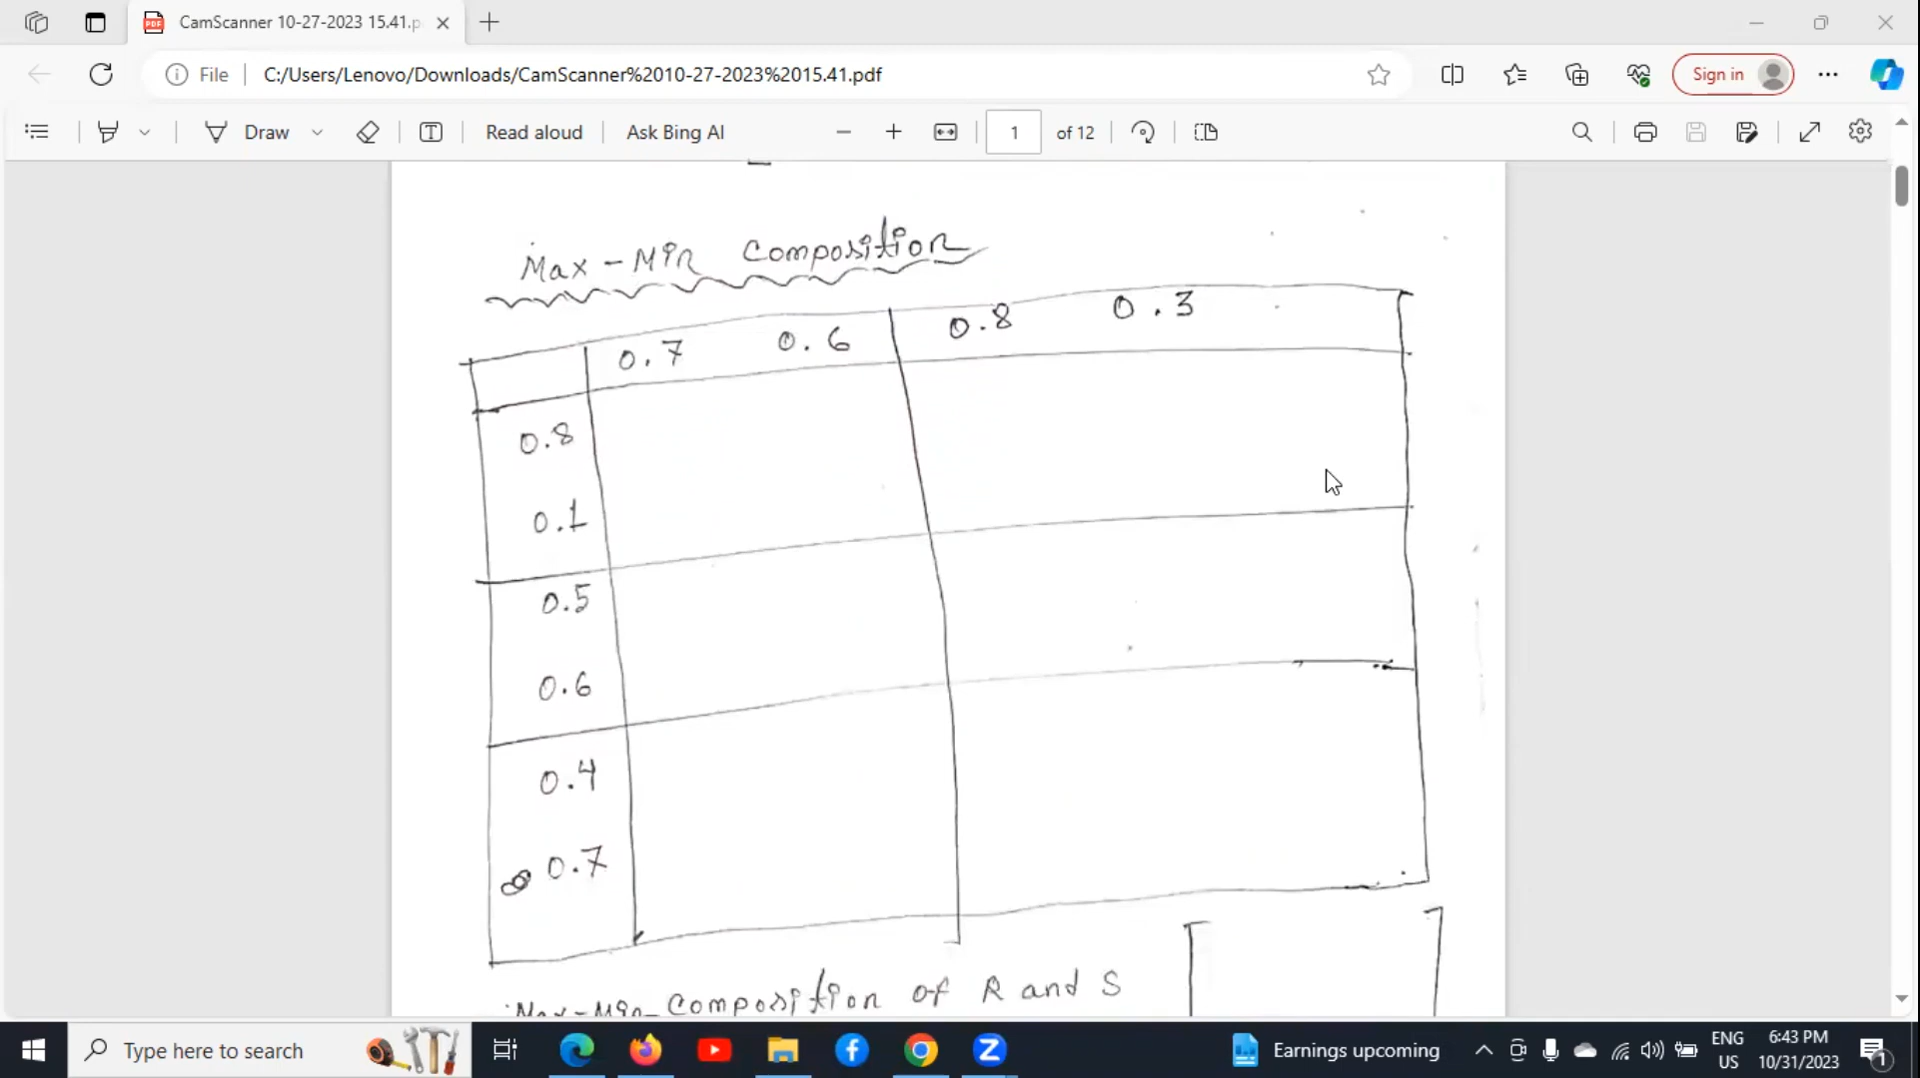 CamScanner 10-27-2023 15.41.p
File
C:/Users/Lenovo/Downloads/CamScanner%2010-27-2023%2015.41.pdf
Sign in
Draw
Read aloud
Ask Bing AI
1
of 12
Max-Min Composition
0.7 0.6 0.8 0.3
0.8
0.1
0.5
0.6
0.4
0.7
Max-Min Composition of R and S
Type here to search
Earnings upcoming
ENG
US
6:43 PM
10/31/2023
1